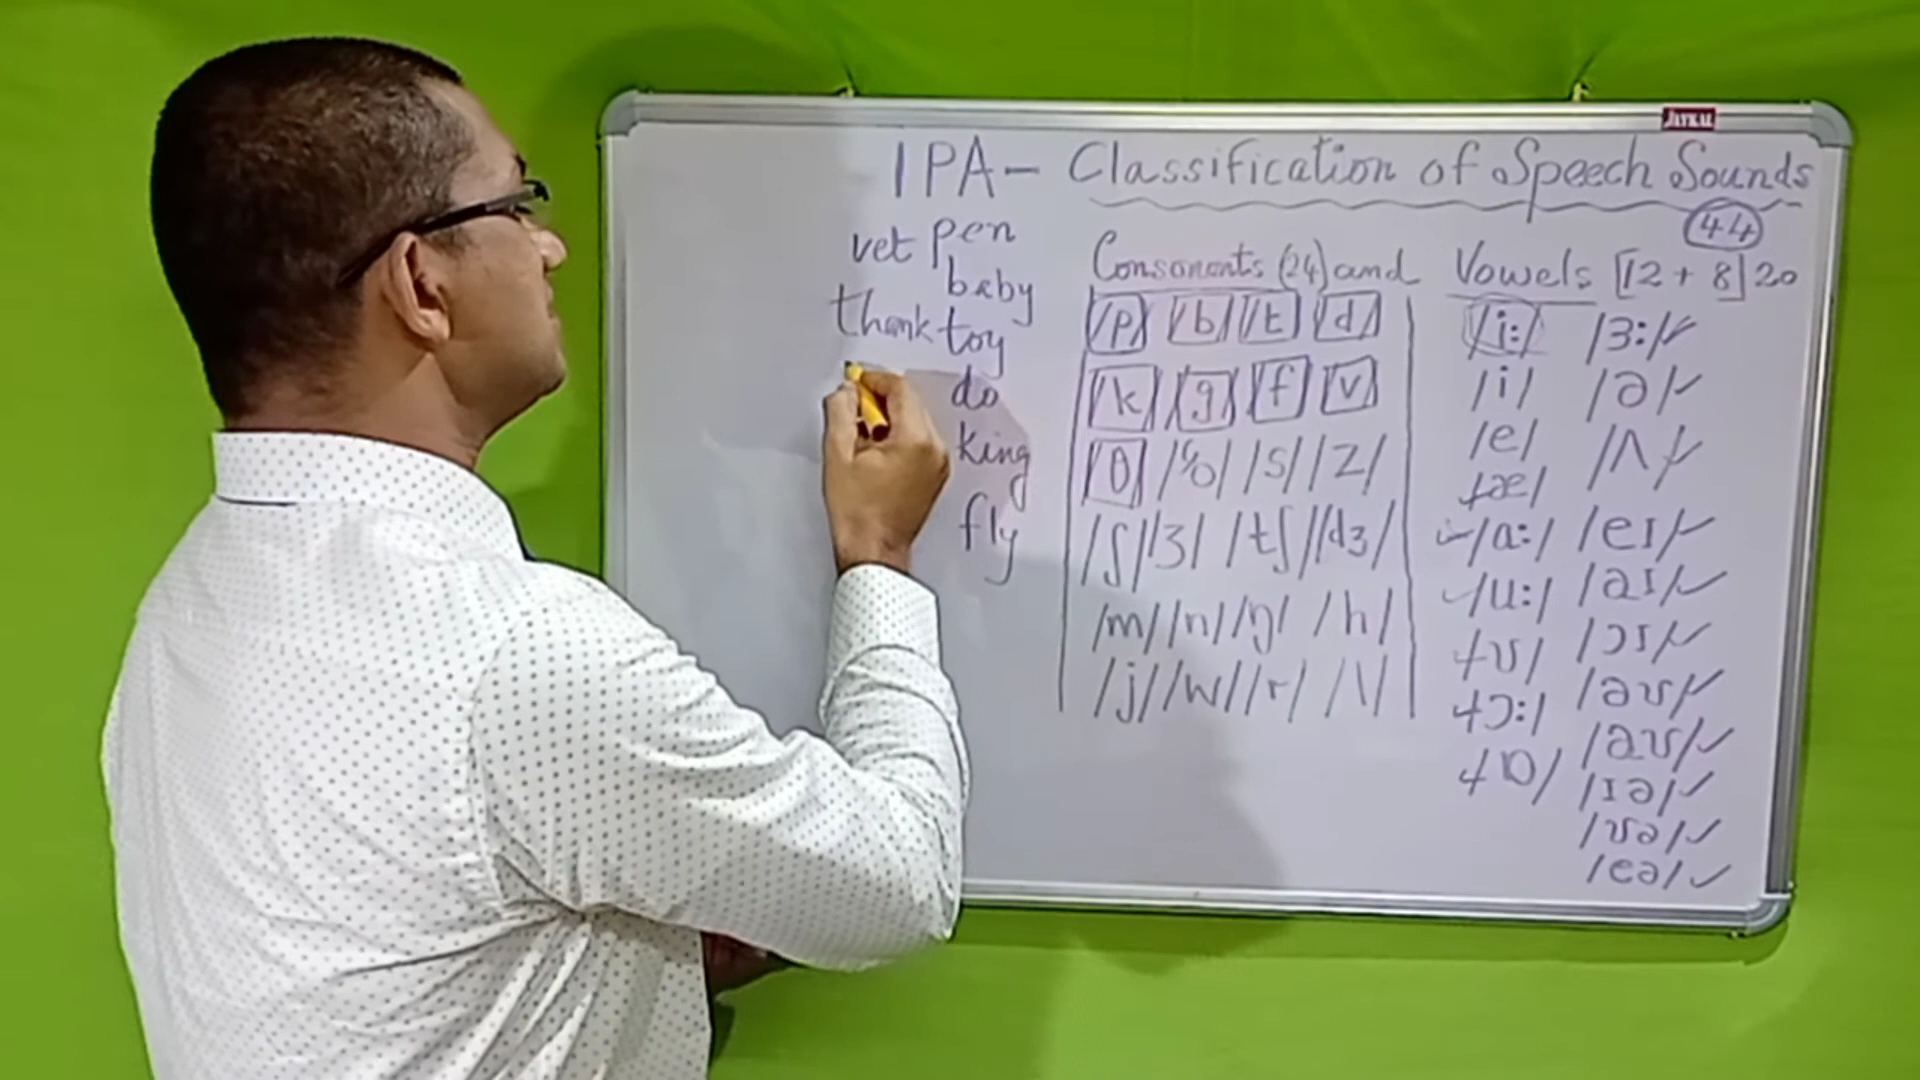 JAYKAL
IPA - Classification of Speech Sounds
44
vet pen
baby
thank toy
do
king
fly
Consonants (24) and Vowels [12 + 8] 20
/p/ /b/ /t/ /d/
/k/ /g/ /f/ /v/
/θ/ /ð/ /s/ /z/
/ʃ/ /ʒ/ /tʃ/ /dʒ/
/m/ /n/ /ŋ/ /h/
/j/ /w/ /r/ /l/
/i:/ /ɜ:/
/i/ /ə/
/e/ /ʌ/
/æ/
/a:/ /eɪ/
/u:/ /aɪ/
/ʊ/ /ɔɪ/
/ɔ:/ /əʊ/
/ɒ/ /aʊ/
/ɪə/
/ʊə/
/eə/